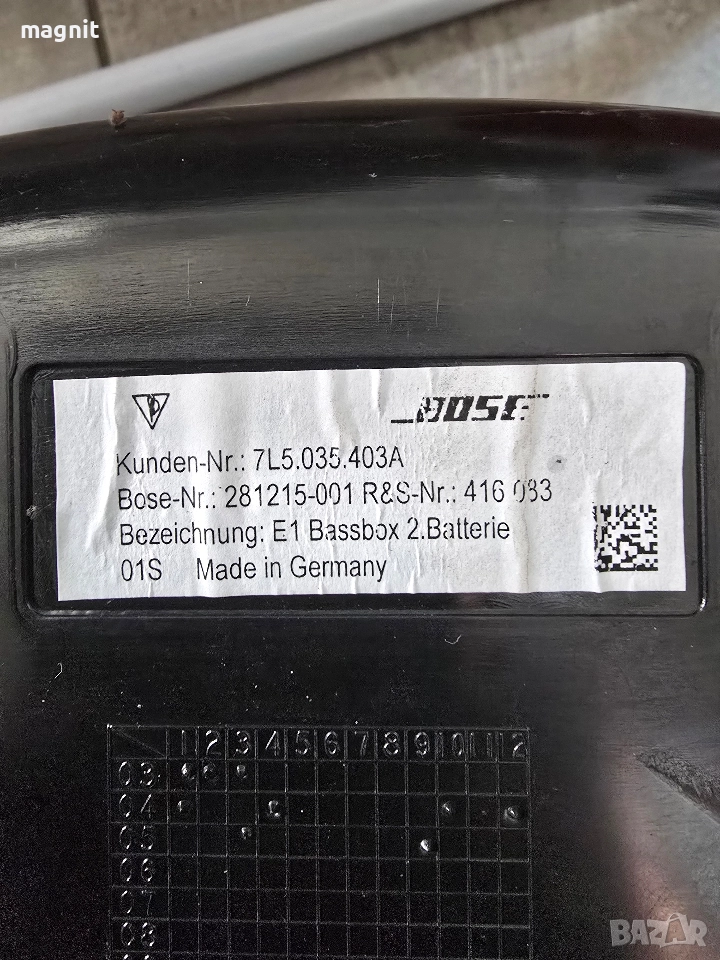 magnit
BOSE
Kunden-Nr.: 7L5.035.403A
Bose-Nr.: 281215-001 R&S-Nr.: 416 083
Bezeichnung: E1 Bassbox 2.Batterie
01S Made in Germany
1 2 3 4 5 6 7 8 9 10 11 12
03
04
05
06
07
08
BAZAR